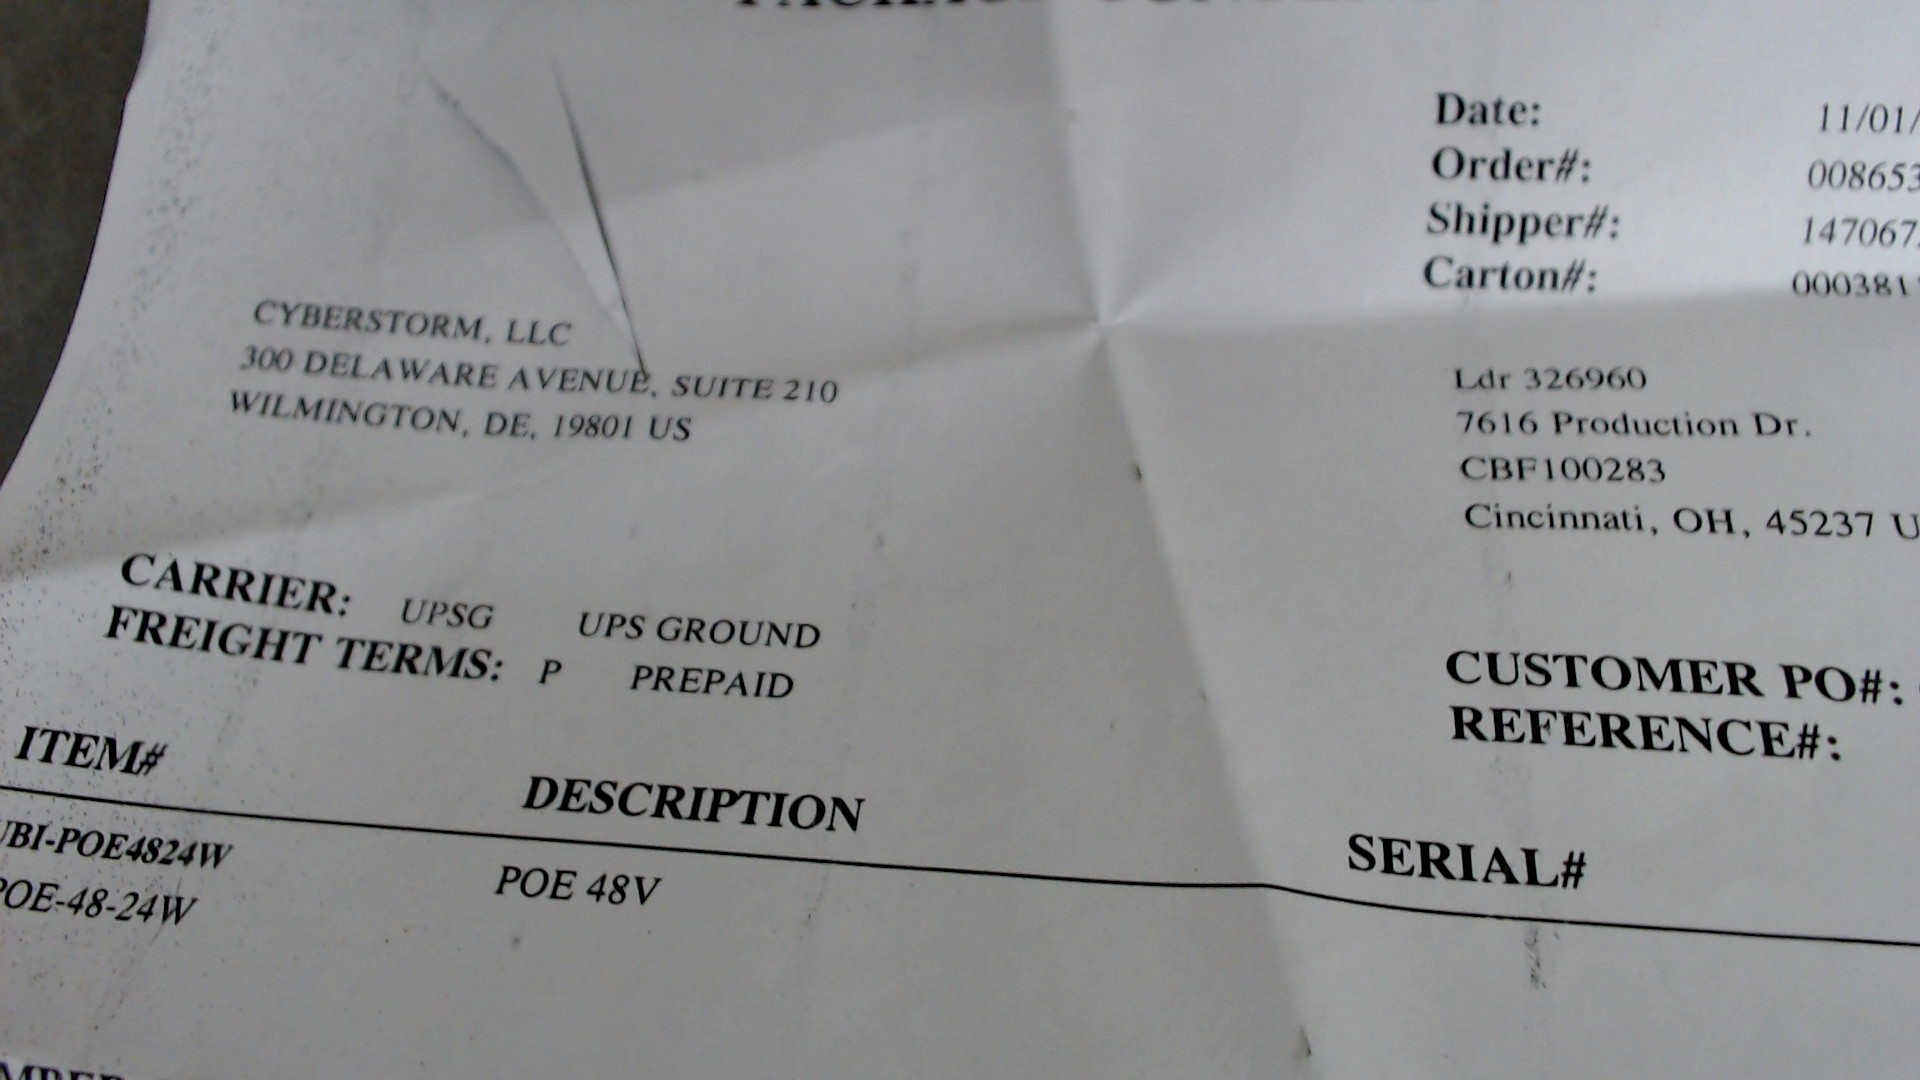 Date: 11/01/
Order#: 008653
Shipper#: 147067
Carton#: 000381
CYBERSTORM, LLC
300 DELAWARE AVENUE, SUITE 210
WILMINGTON, DE, 19801 US
Ldr 326960
7616 Production Dr.
CBF100283
Cincinnati, OH, 45237 U
CARRIER: UPSG UPS GROUND
FREIGHT TERMS: P PREPAID
CUSTOMER PO#:
REFERENCE#:
ITEM# DESCRIPTION SERIAL#
UBI-POE4824W
POE-48-24W POE 48V